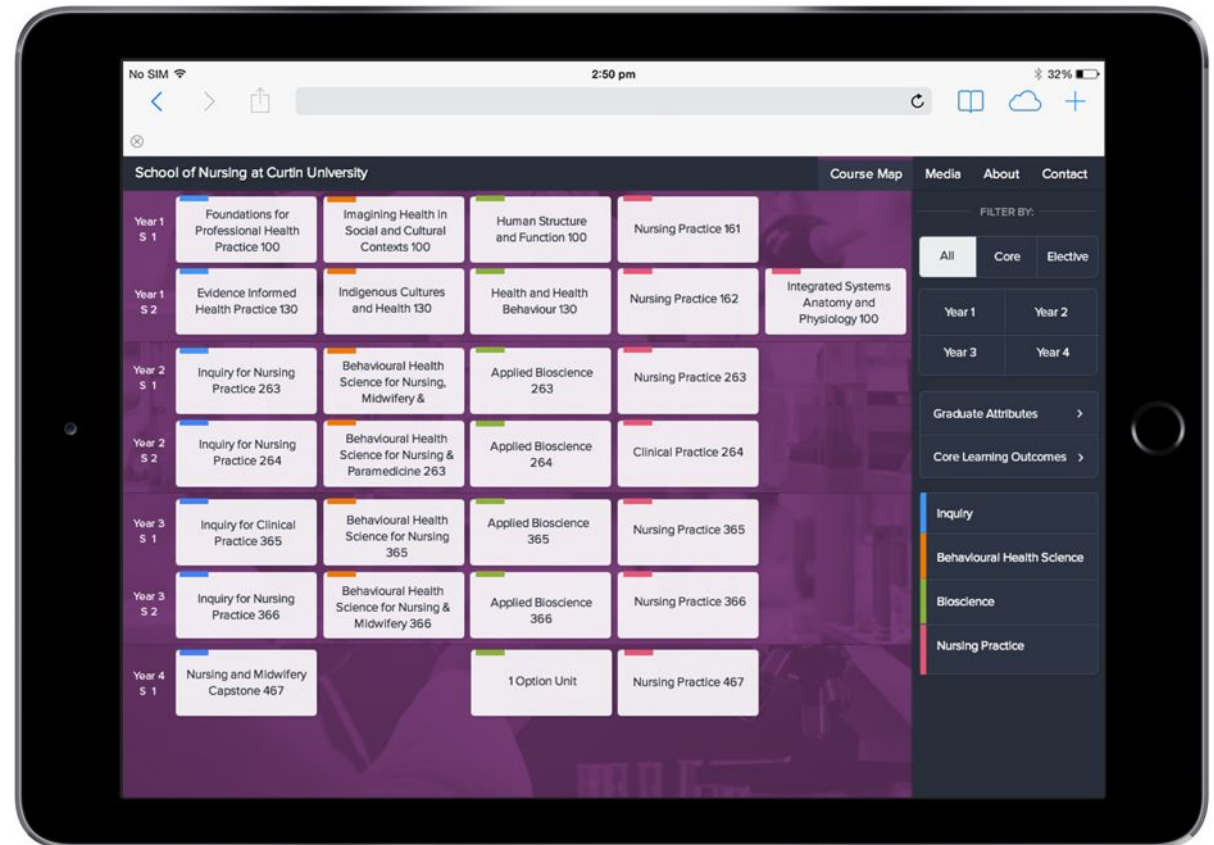 No SIM
2:50 pm
32%
School of Nursing at Curtin University
Course Map
Media
About
Contact
Year 1
S 1
Foundations for
Professional Health
Practice 100
Imagining Health in
Social and Cultural
Contexts 100
Human Structure
and Function 100
Nursing Practice 161
Year 1
S 2
Evidence Informed
Health Practice 130
Indigenous Cultures
and Health 130
Health and Health
Behaviour 130
Nursing Practice 162
Integrated Systems
Anatomy and
Physiology 100
Year 2
S 1
Inquiry for Nursing
Practice 263
Behavioural Health
Science for Nursing,
Midwifery &
Applied Bioscience
263
Nursing Practice 263
Year 2
S 2
Inquiry for Nursing
Practice 264
Behavioural Health
Science for Nursing &
Paramedicine 263
Applied Bioscience
264
Clinical Practice 264
Year 3
S 1
Inquiry for Clinical
Practice 365
Behavioural Health
Science for Nursing
365
Applied Bioscience
365
Nursing Practice 365
Year 3
S 2
Inquiry for Nursing
Practice 366
Behavioural Health
Science for Nursing &
Midwifery 366
Applied Bioscience
366
Nursing Practice 366
Year 4
S 1
Nursing and Midwifery
Capstone 467
1 Option Unit
Nursing Practice 467
FILTER BY:
All
Core
Elective
Year 1
Year 2
Year 3
Year 4
Graduate Attributes >
Core Learning Outcomes >
Inquiry
Behavioural Health Science
Bioscience
Nursing Practice